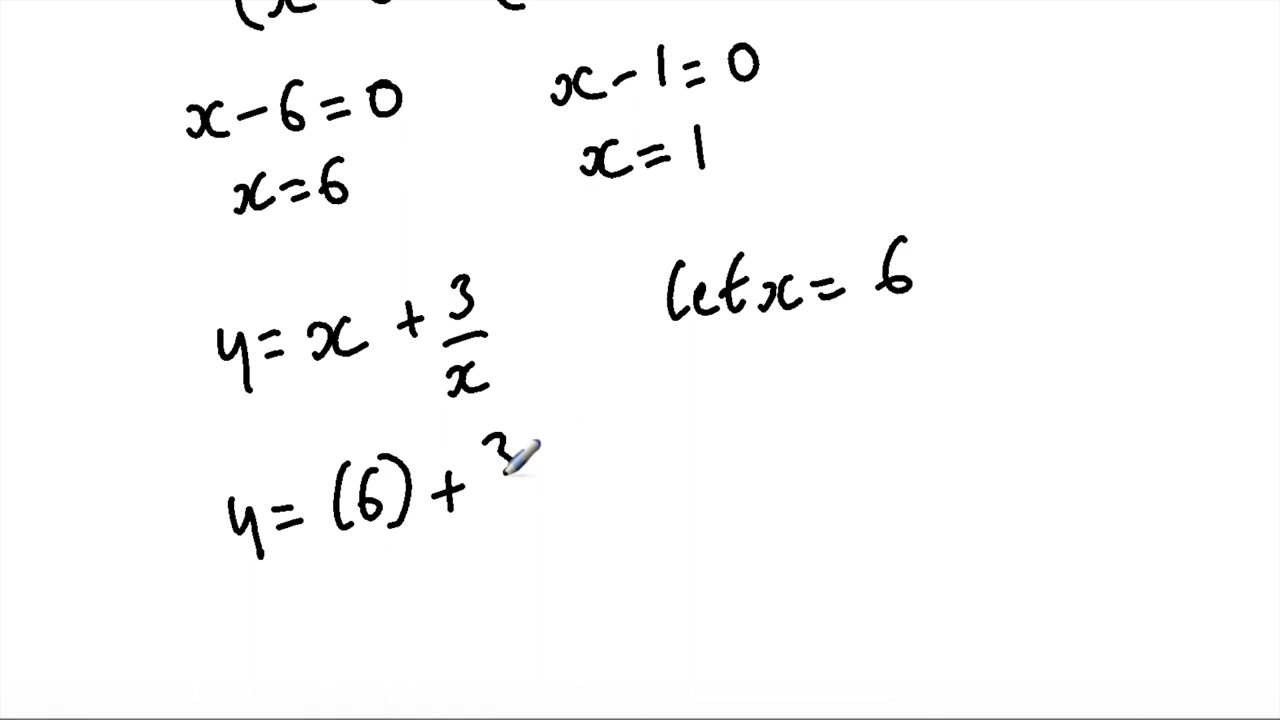 x-6=0 x-1=0
x=6 x=1
let x= 6
y= x + 3/x
y= (6) + 3